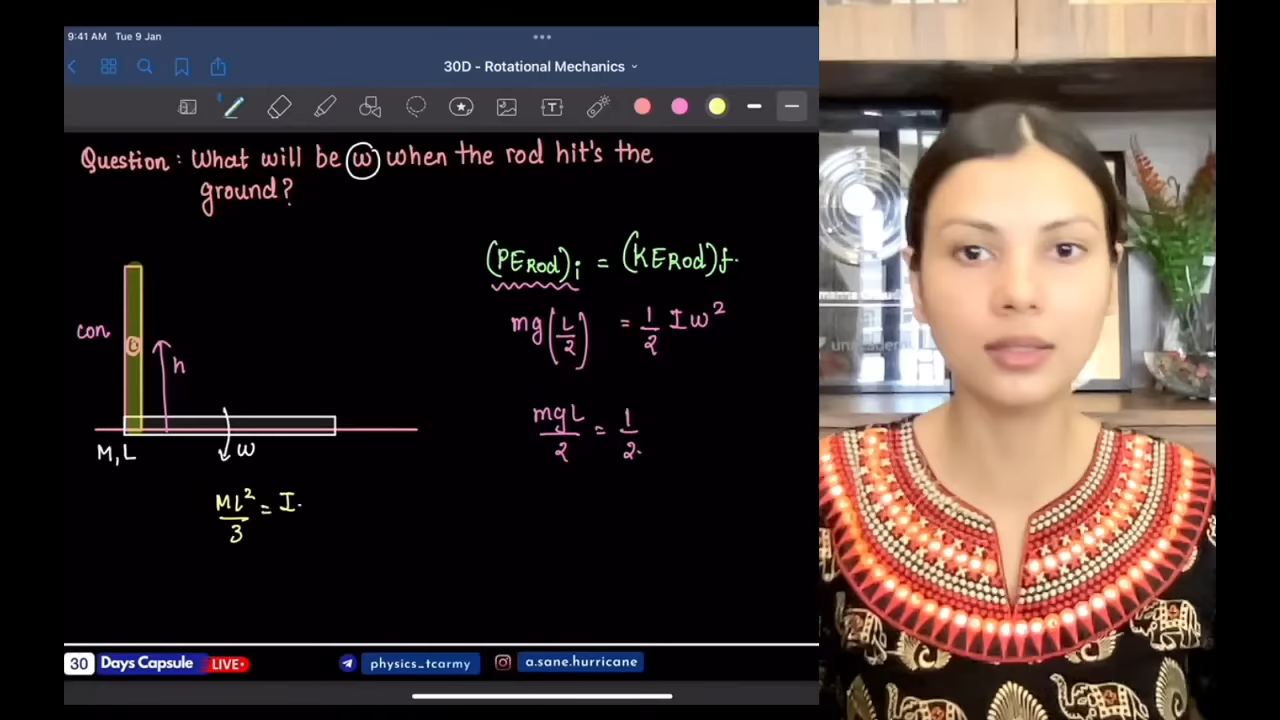 9:41 AM Tue 9 Jan
30D - Rotational Mechanics
Question: What will be ω when the rod hit's the
ground?
(PERod)i = (KERod)f.
mg(L/2) = 1/2 Iω²
con
h
mgL/2 = 1/2.
M, L
ω
ML²/3 = I.
30 Days Capsule LIVE
physics_tcarmy
a.sane.hurricane